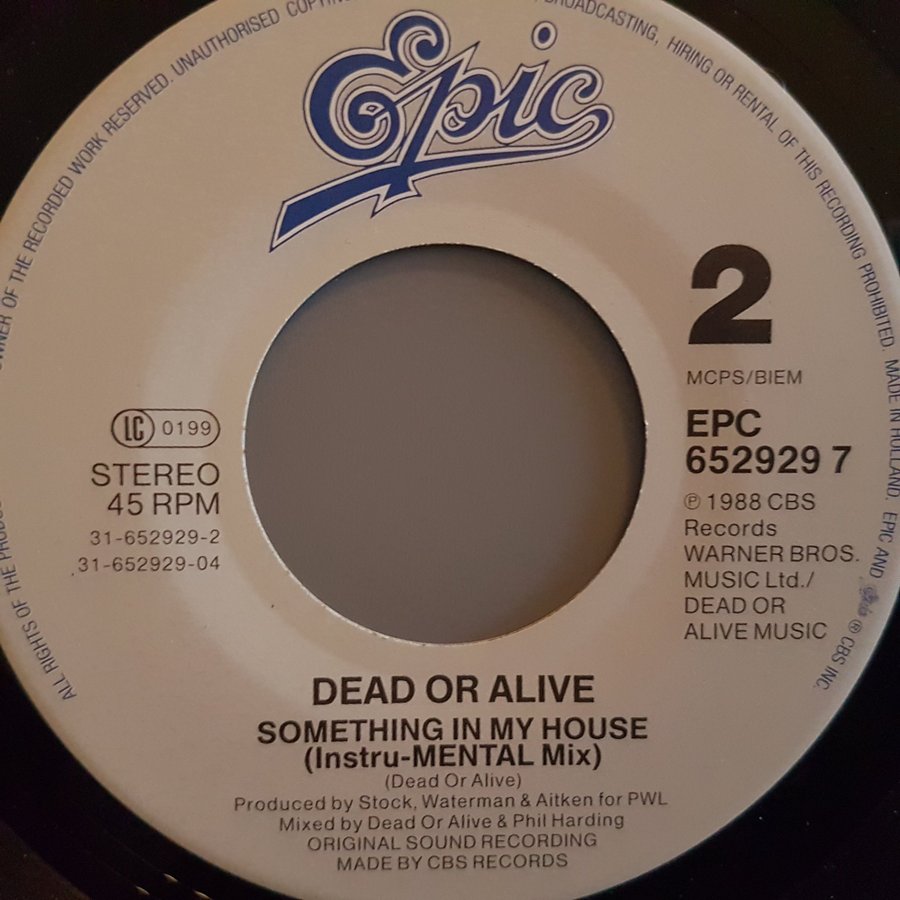 ALL RIGHTS OF THE
OWNER OF THE RECORDED WORK RESERVED UNAUTHORISED
BROADCASTING, HIRING OR RENTAL OF THIS RECORDING PROHIBITED. MADE IN HOLLAND. EPIC AND Epic ® CBS INC.
Epic
2
MCPS/BIEM
EPC
652929 7
℗ 1988 CBS
Records
WARNER BROS.
MUSIC Ltd./
DEAD OR
ALIVE MUSIC
LC 0199
STEREO
45 RPM
31-652929-2
31-652929-04
DEAD OR ALIVE
SOMETHING IN MY HOUSE
(Instru-MENTAL Mix)
(Dead Or Alive)
Produced by Stock, Waterman & Aitken for PWL
Mixed by Dead Or Alive & Phil Harding
ORIGINAL SOUND RECORDING
MADE BY CBS RECORDS